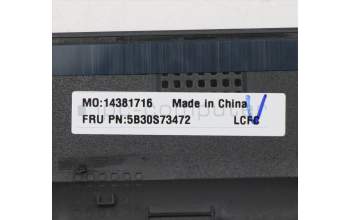 MO:14381716 Made in China
FRU PN:5B30S73472 LCFC